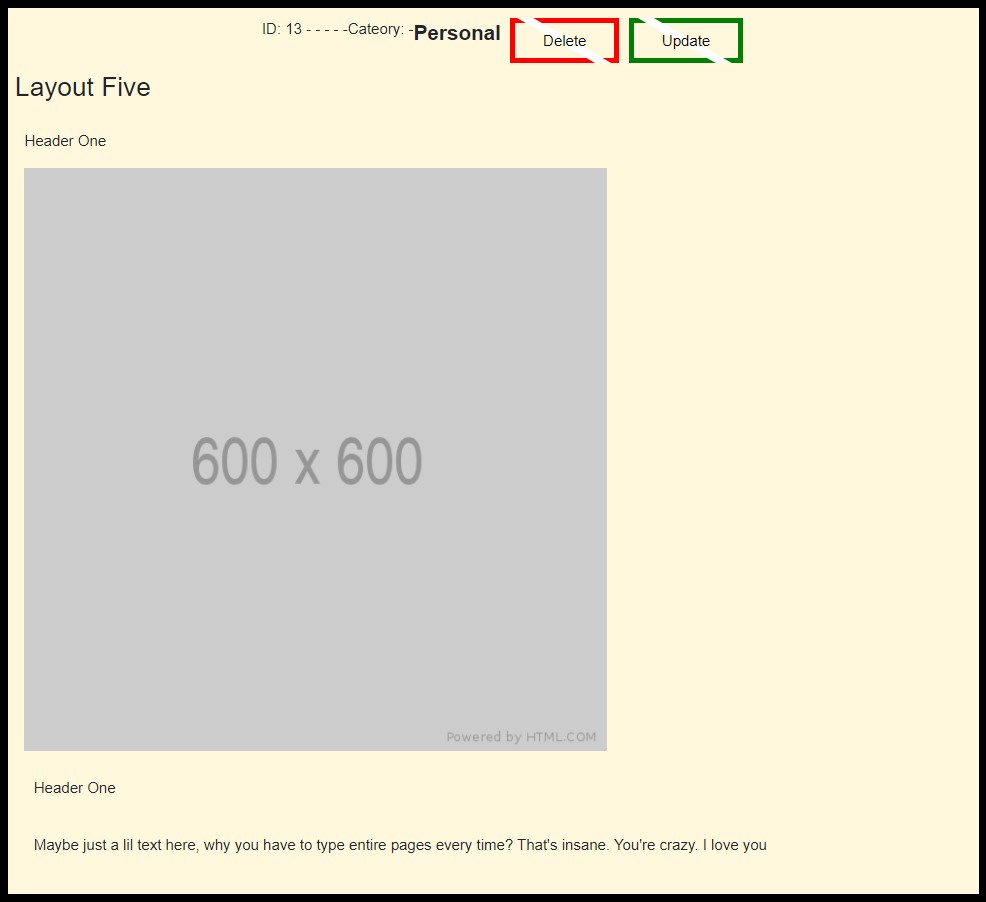 ID: 13 - - - - -Cateory: -Personal Delete Update
Layout Five
Header One
600 x 600
Powered by HTML.COM
Header One
Maybe just a lil text here, why you have to type entire pages every time? That's insane. You're crazy. I love you